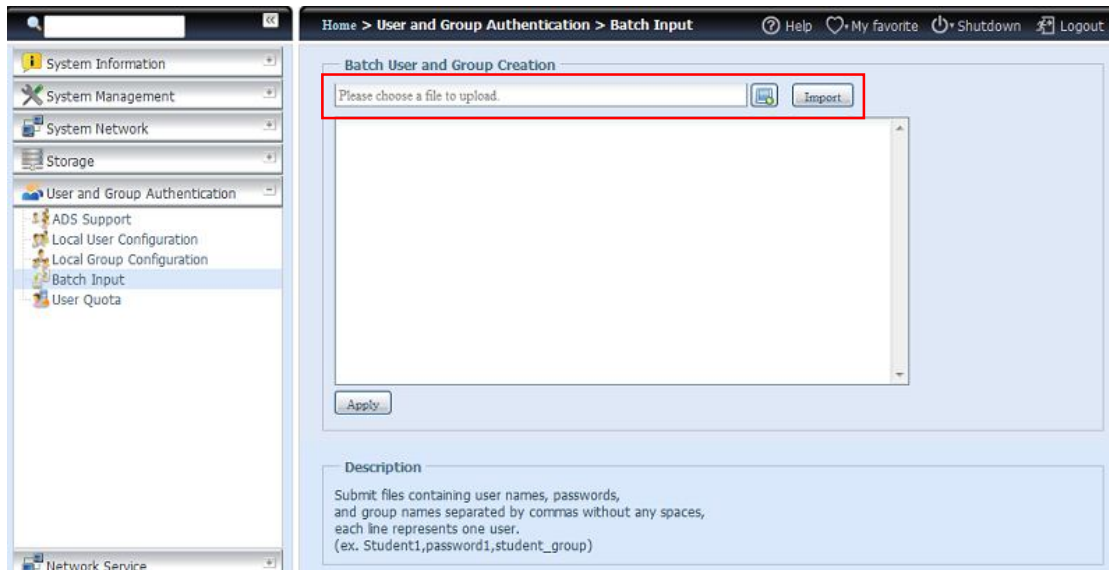 Home > User and Group Authentication > Batch Input
Help
My favorite
Shutdown
Logout
System Information
System Management
System Network
Storage
User and Group Authentication
ADS Support
Local User Configuration
Local Group Configuration
Batch Input
User Quota
Network Service
Batch User and Group Creation
Please choose a file to upload.
Import
Apply
Description
Submit files containing user names, passwords,
and group names separated by commas without any spaces,
each line represents one user.
(ex. Student1,password1,student_group)